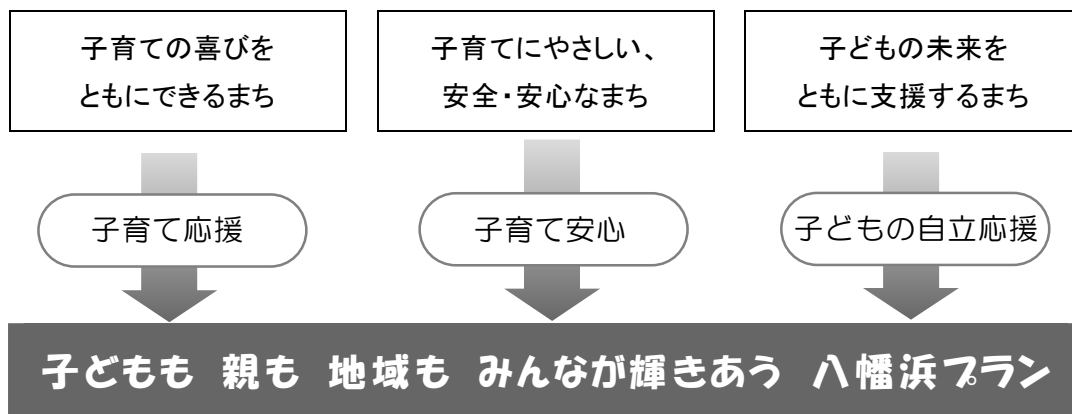 子育ての喜びを
ともにできるまち
子育てにやさしい、
安全・安心なまち
子どもの未来を
ともに支援するまち
子育て応援
子育て安心
子どもの自立応援
子どもも 親も 地域も みんなが輝きあう 八幡浜プラン